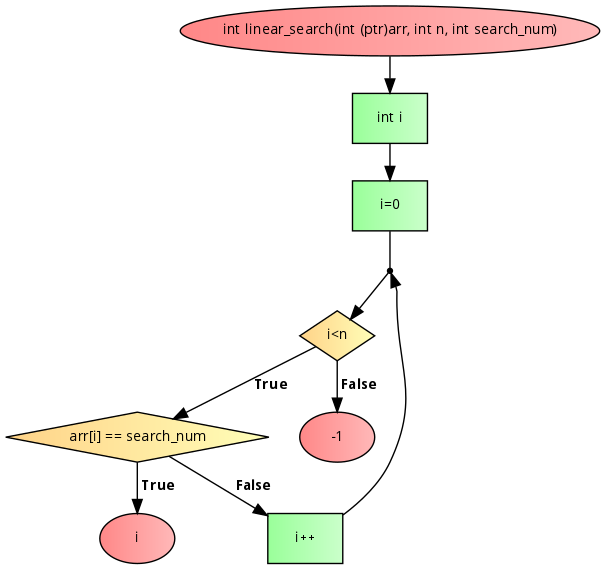 int linear_search(int (ptr)arr, int n, int search_num)
int i
i=0
i<n
True
False
arr[i] == search_num
-1
True
False
i
i++